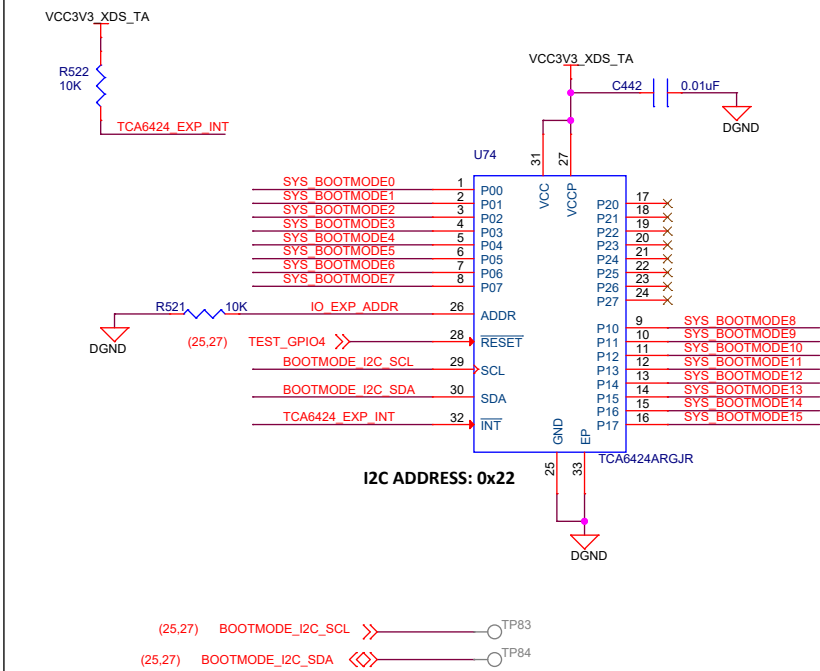 VCC3V3_XDS_TA
R522
10K
TCA6424_EXP_INT
VCC3V3_XDS_TA
C442 0.01uF
DGND
U74
31 27
VCC VCCP
SYS_BOOTMODE0 1 P00
SYS_BOOTMODE1 2 P01
SYS_BOOTMODE2 3 P02
SYS_BOOTMODE3 4 P03
SYS_BOOTMODE4 5 P04
SYS_BOOTMODE5 6 P05
SYS_BOOTMODE6 7 P06
SYS_BOOTMODE7 8 P07
P20 17
P21 18
P22 19
P23 20
P24 21
P25 22
P26 23
P27 24
R521 10K IO_EXP_ADDR 26 ADDR
DGND
(25,27) TEST_GPIO4 28 RESET
BOOTMODE_I2C_SCL 29 SCL
BOOTMODE_I2C_SDA 30 SDA
TCA6424_EXP_INT 32 INT
P10 9 SYS_BOOTMODE8
P11 10 SYS_BOOTMODE9
P12 11 SYS_BOOTMODE10
P13 12 SYS_BOOTMODE11
P14 13 SYS_BOOTMODE12
P15 14 SYS_BOOTMODE13
P16 15 SYS_BOOTMODE14
P17 16 SYS_BOOTMODE15
GND EP
25 33
TCA6424ARGJR
I2C ADDRESS: 0x22
DGND
(25,27) BOOTMODE_I2C_SCL TP83
(25,27) BOOTMODE_I2C_SDA TP84